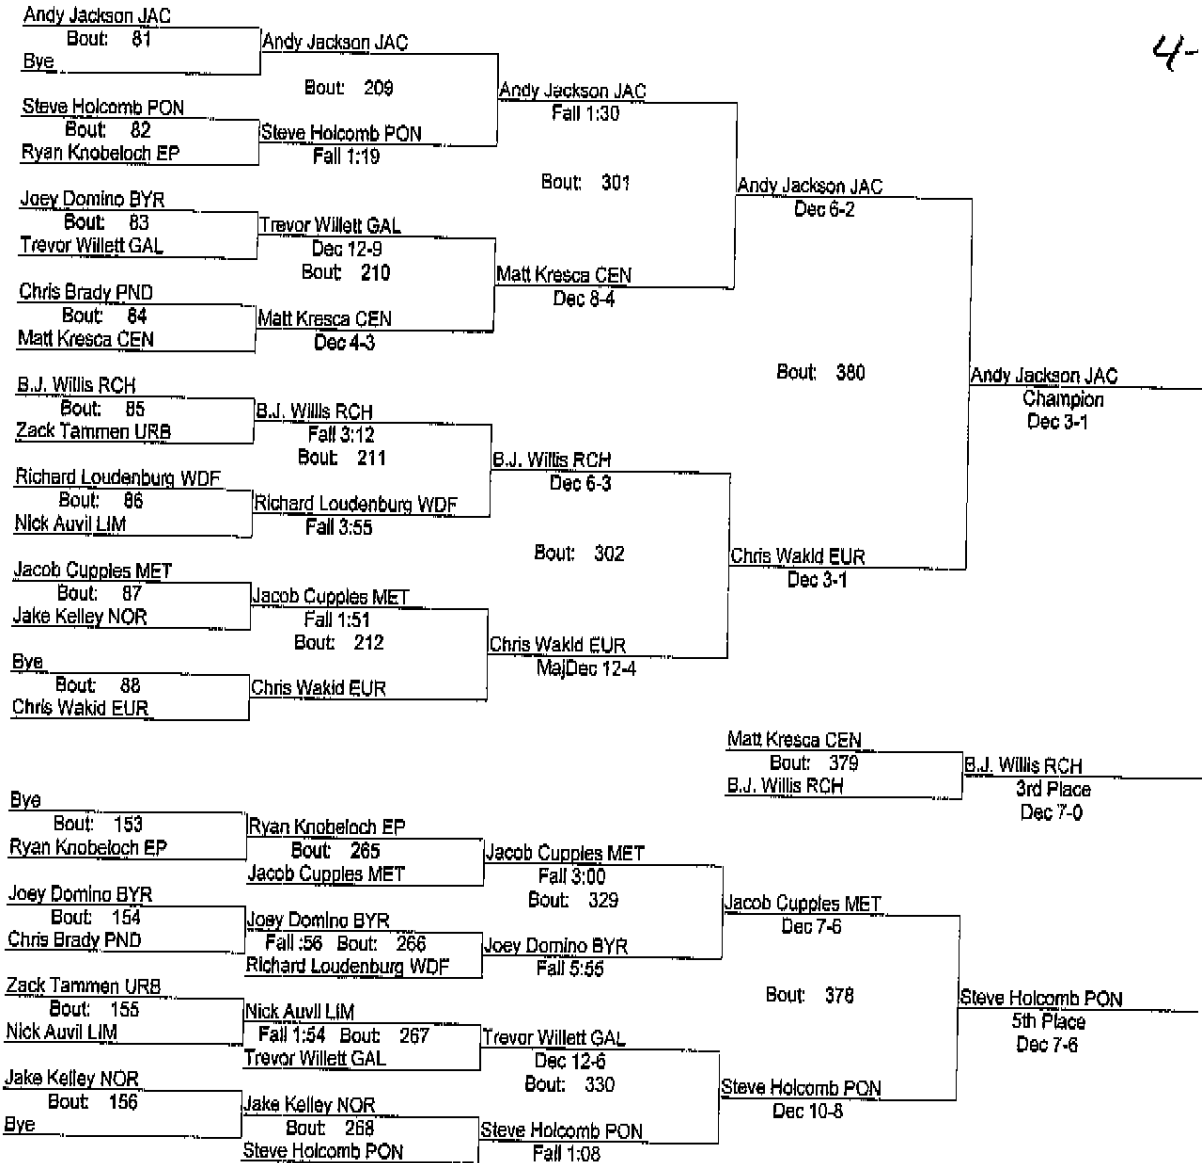 Andy Jackson JAC
Bout: 81
Bye
Andy Jackson JAC
Bout: 209
Steve Holcomb PON
Bout: 82
Ryan Knobeloch EP
Steve Holcomb PON
Fall 1:19
Andy Jackson JAC
Fall 1:30
Bout: 301
Joey Domino BYR
Bout: 83
Trevor Willett GAL
Trevor Willett GAL
Dec 12-9
Bout: 210
Chris Brady PND
Bout: 84
Matt Kresca CEN
Matt Kresca CEN
Dec 4-3
Matt Kresca CEN
Dec 8-4
Andy Jackson JAC
Dec 6-2
Bout: 380
B.J. Willis RCH
Bout: 85
Zack Tammen URB
B.J. Willis RCH
Fall 3:12
Bout: 211
Richard Loudenburg WDF
Bout: 86
Nick Auvil LIM
Richard Loudenburg WDF
Fall 3:55
B.J. Willis RCH
Dec 6-3
Bout: 302
Jacob Cupples MET
Bout: 87
Jake Kelley NOR
Jacob Cupples MET
Fall 1:51
Bout: 212
Bye
Bout: 88
Chris Wakid EUR
Chris Wakid EUR
Chris Wakid EUR
MajDec 12-4
Chris Wakid EUR
Dec 3-1
Andy Jackson JAC
Champion
Dec 3-1
4-
Matt Kresca CEN
Bout: 379
B.J. Willis RCH
B.J. Willis RCH
3rd Place
Dec 7-0
Bye
Bout: 153
Ryan Knobeloch EP
Ryan Knobeloch EP
Bout: 265
Jacob Cupples MET
Jacob Cupples MET
Fall 3:00
Bout: 329
Joey Domino BYR
Bout: 154
Chris Brady PND
Joey Domino BYR
Fall :56 Bout: 266
Richard Loudenburg WDF
Joey Domino BYR
Fall 5:55
Jacob Cupples MET
Dec 7-6
Bout: 378
Zack Tammen URB
Bout: 155
Nick Auvil LIM
Nick Auvil LIM
Fall 1:54 Bout: 267
Trevor Willett GAL
Trevor Willett GAL
Dec 12-6
Bout: 330
Jake Kelley NOR
Bout: 156
Bye
Jake Kelley NOR
Bout: 268
Steve Holcomb PON
Steve Holcomb PON
Fall 1:08
Steve Holcomb PON
Dec 10-8
Steve Holcomb PON
5th Place
Dec 7-6